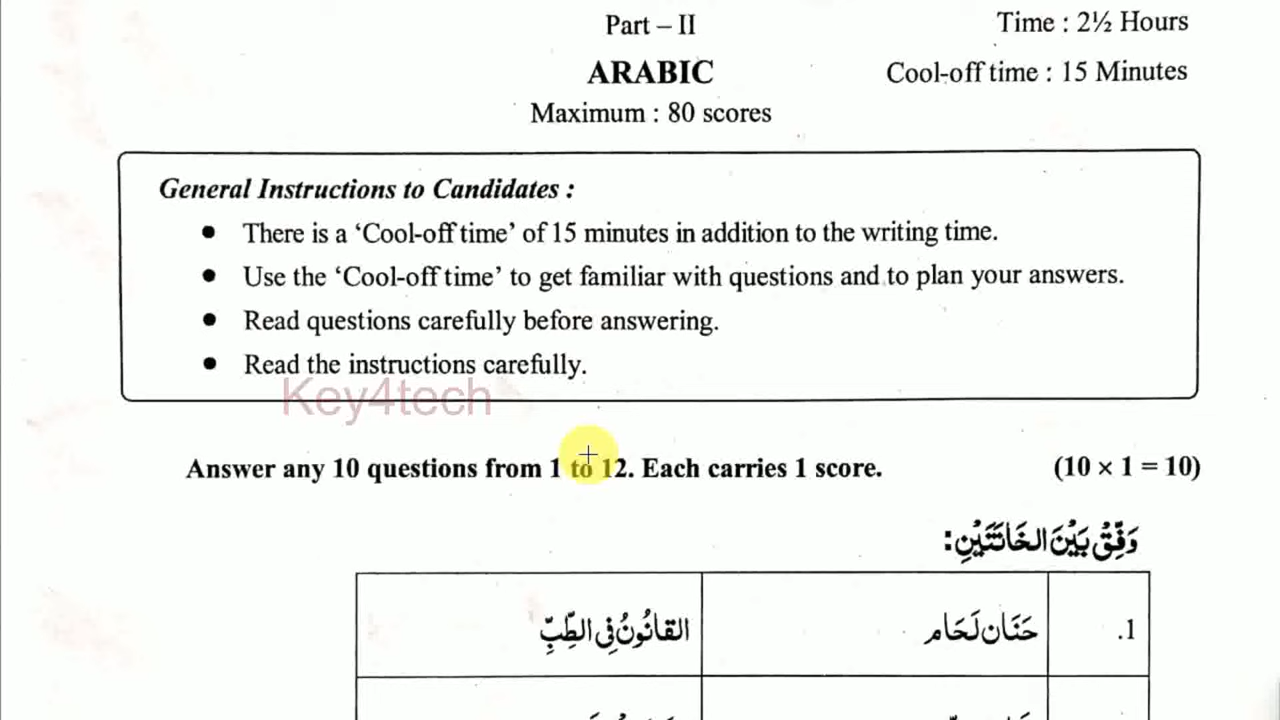 Part – II
Time : 2½ Hours
ARABIC
Cool-off time : 15 Minutes
Maximum : 80 scores
General Instructions to Candidates :
● There is a ‘Cool-off time’ of 15 minutes in addition to the writing time.
● Use the ‘Cool-off time’ to get familiar with questions and to plan your answers.
● Read questions carefully before answering.
● Read the instructions carefully.
Key4tech
Answer any 10 questions from 1 to 12. Each carries 1 score. (10 × 1 = 10)
وَفِّقْ بَيْنَ الخَانَتَيْنِ:
1. حَنَان لَحَام القانُونُ فِي الطِّبِّ